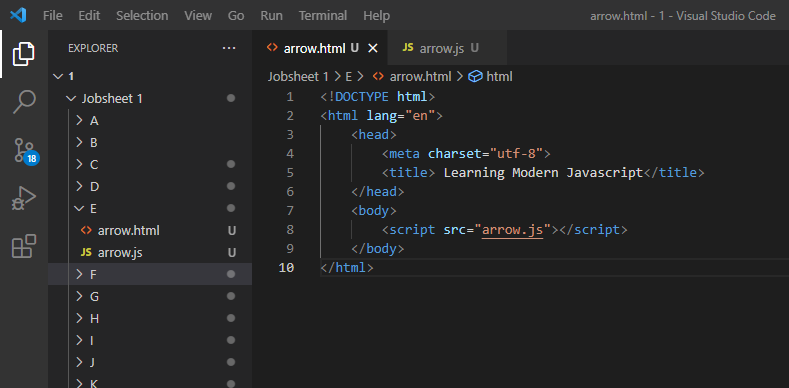 File Edit Selection View Go Run Terminal Help arrow.html - 1 - Visual Studio Code
EXPLORER ···
arrow.html U JS arrow.js U
1
Jobsheet 1 > E > arrow.html > html
Jobsheet 1
A
B
C
D
E
arrow.html U
JS arrow.js U
F
G
H
I
J
K
18
1 <!DOCTYPE html>
2 <html lang="en">
3 <head>
4 <meta charset="utf-8">
5 <title> Learning Modern Javascript</title>
6 </head>
7 <body>
8 <script src="arrow.js"></script>
9 </body>
10 </html>